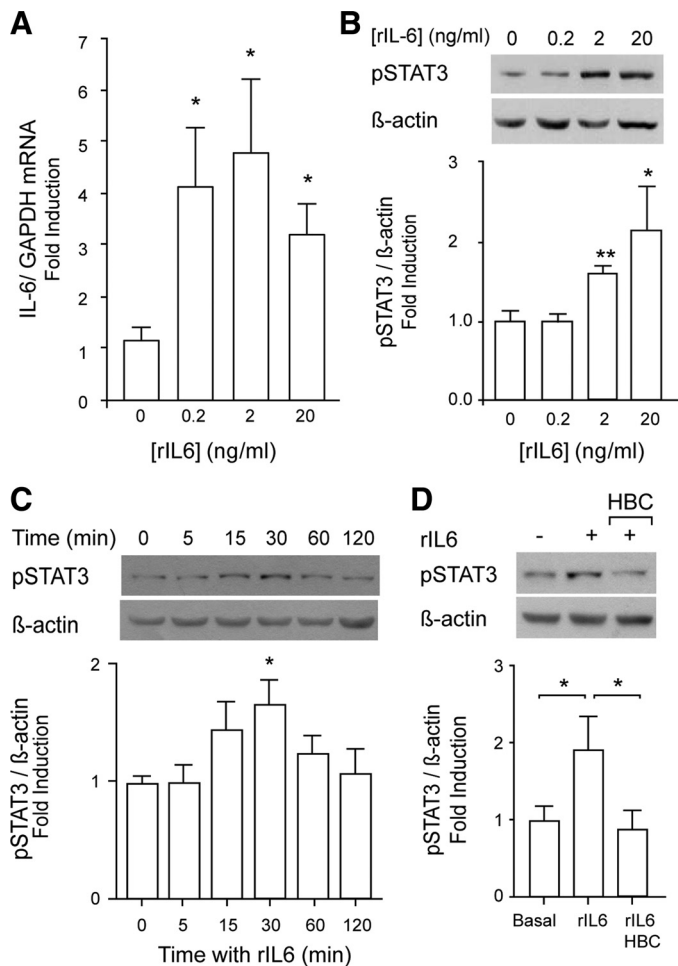 A
IL-6/ GAPDH mRNA
Fold Induction
7
6
5
4
3
2
1
0
*
*
*
0 0.2 2 20
[rIL6] (ng/ml)
B
[rIL-6] (ng/ml) 0 0.2 2 20
pSTAT3
ß-actin
pSTAT3 / ß-actin
Fold Induction
3
2
1.0
0.0
**
*
0 0.2 2 20
[rIL6] (ng/ml)
C
Time (min) 0 5 15 30 60 120
pSTAT3
ß-actin
pSTAT3 / ß-actin
Fold Induction
2
1
0
*
0 5 15 30 60 120
Time with rIL6 (min)
D
HBC
rIL6 - + +
pSTAT3
ß-actin
pSTAT3 / ß-actin
Fold Induction
3
2
1
0
* *
Basal rIL6 rIL6
HBC